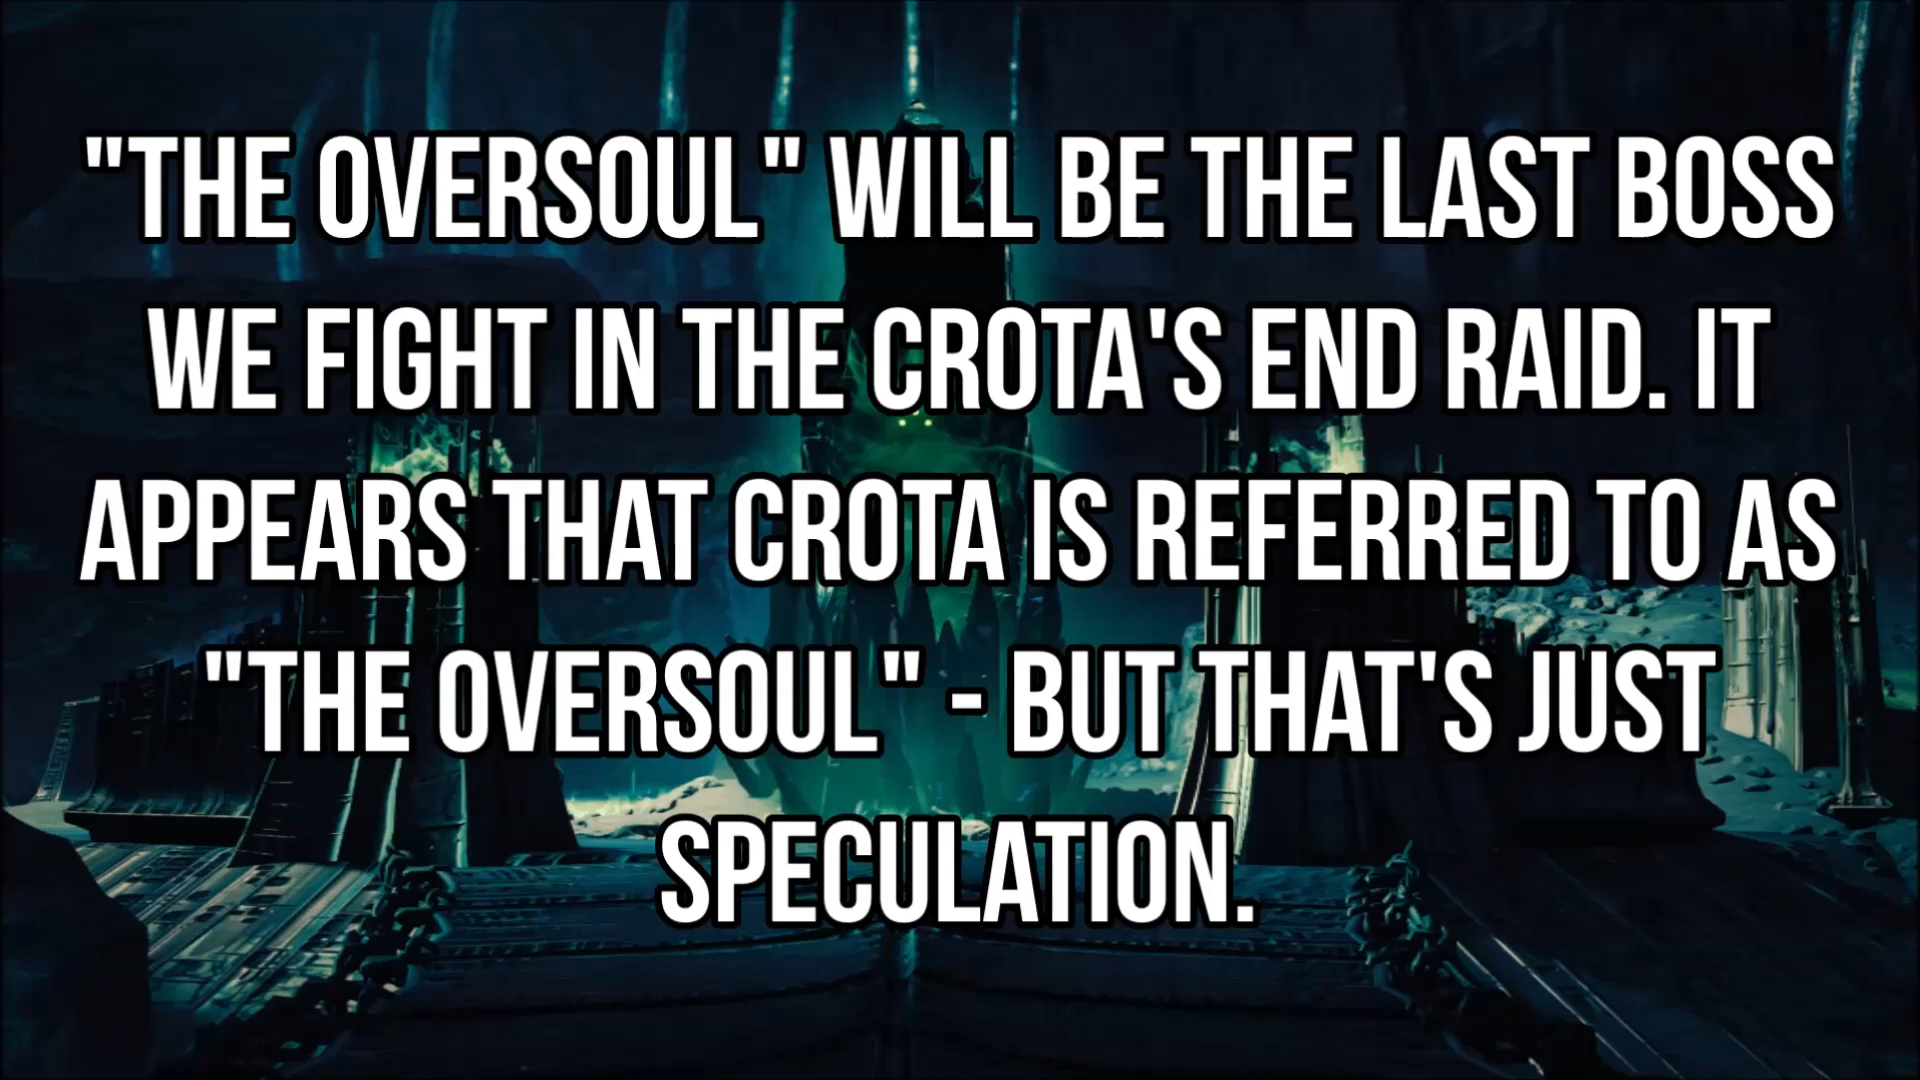 "THE OVERSOUL" WILL BE THE LAST BOSS
WE FIGHT IN THE CROTA'S END RAID. IT
APPEARS THAT CROTA IS REFERRED TO AS
"THE OVERSOUL" - BUT THAT'S JUST
SPECULATION.